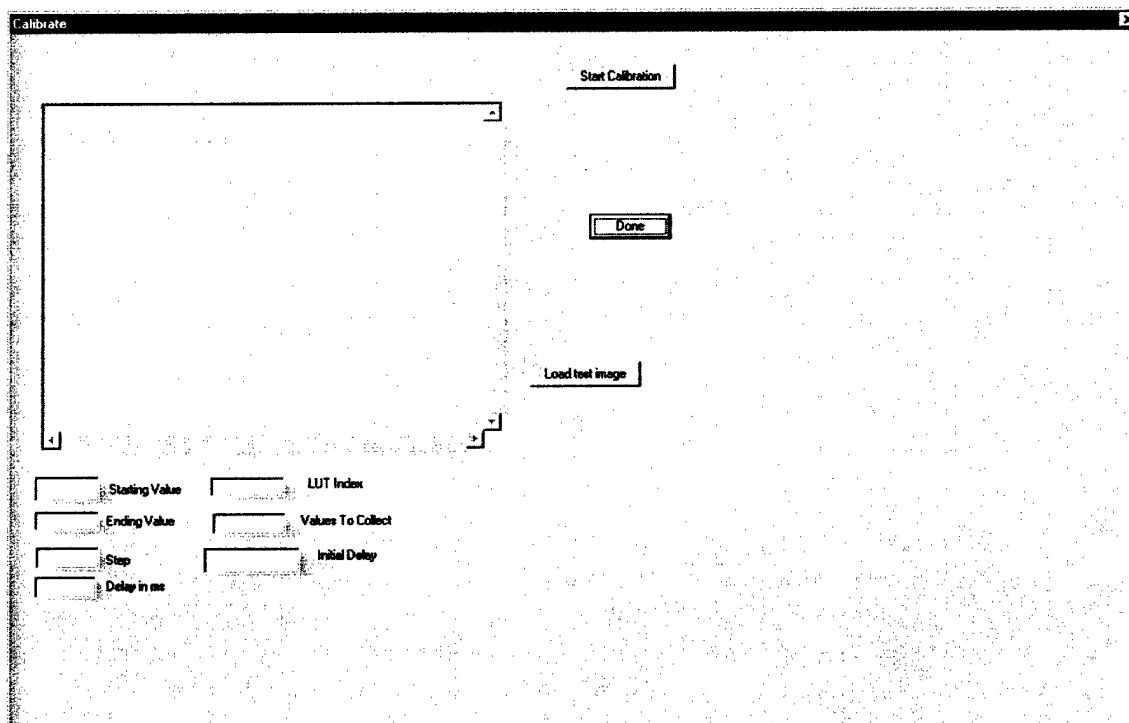 Calibrate
Start Calibration
Done
Load test image
Starting Value
LUT Index
Ending Value
Values To Collect
Step
Initial Delay
Delay in ms